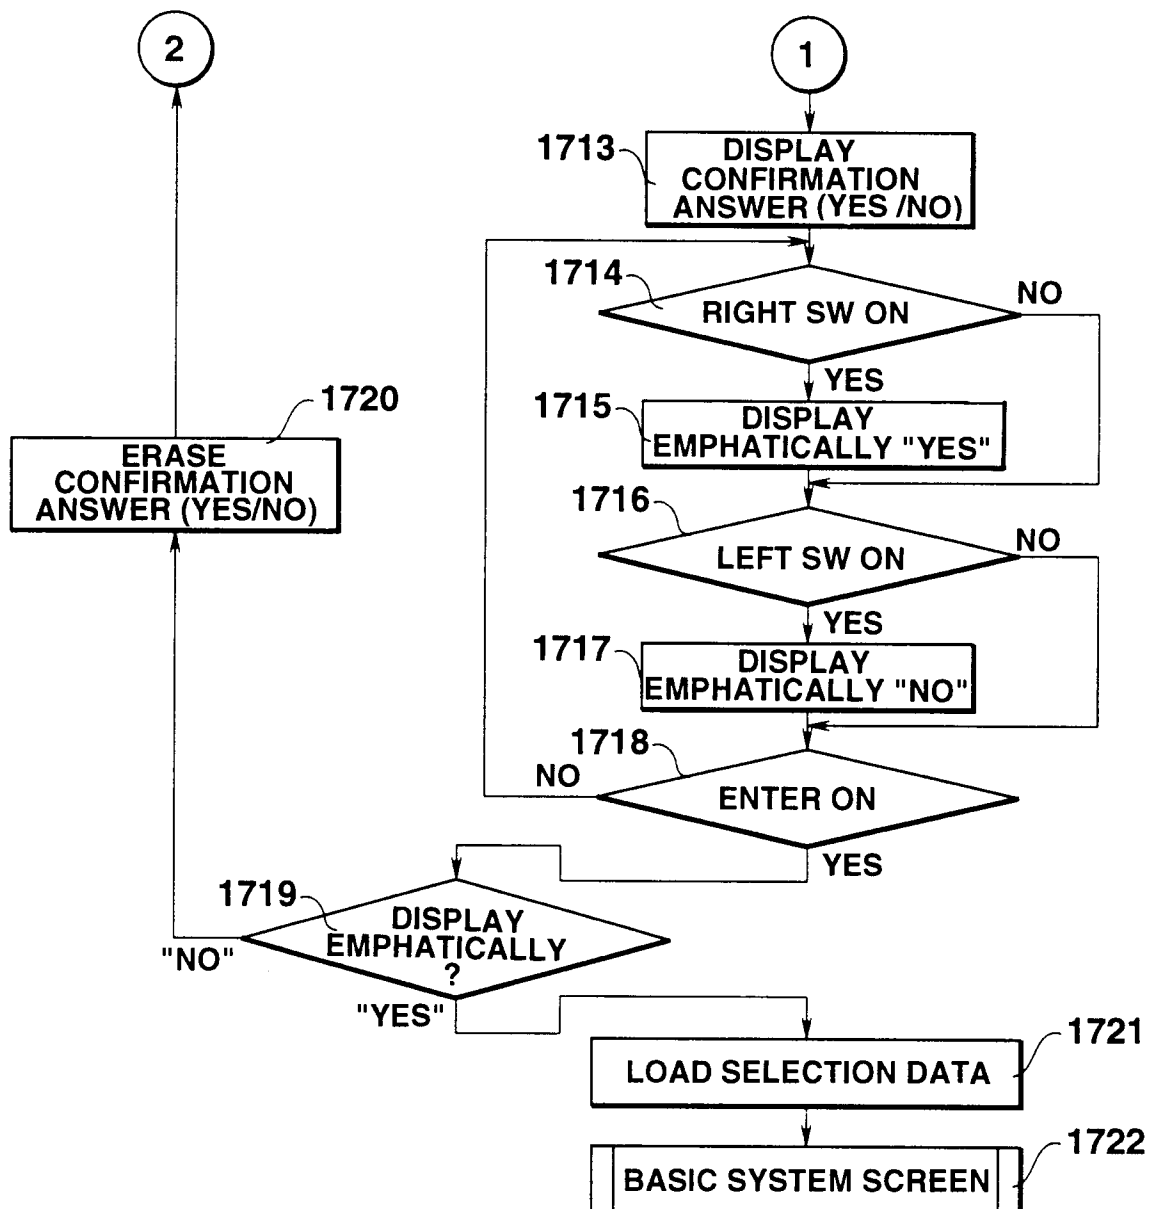 2
1
1713
DISPLAY
CONFIRMATION
ANSWER (YES /NO)
1714
RIGHT SW ON
NO
YES
1715
DISPLAY
EMPHATICALLY "YES"
1720
ERASE
CONFIRMATION
ANSWER (YES/NO)
1716
LEFT SW ON
NO
YES
1717
DISPLAY
EMPHATICALLY "NO"
1718
NO
ENTER ON
YES
1719
DISPLAY
EMPHATICALLY
?
"NO"
"YES"
1721
LOAD SELECTION DATA
1722
BASIC SYSTEM SCREEN